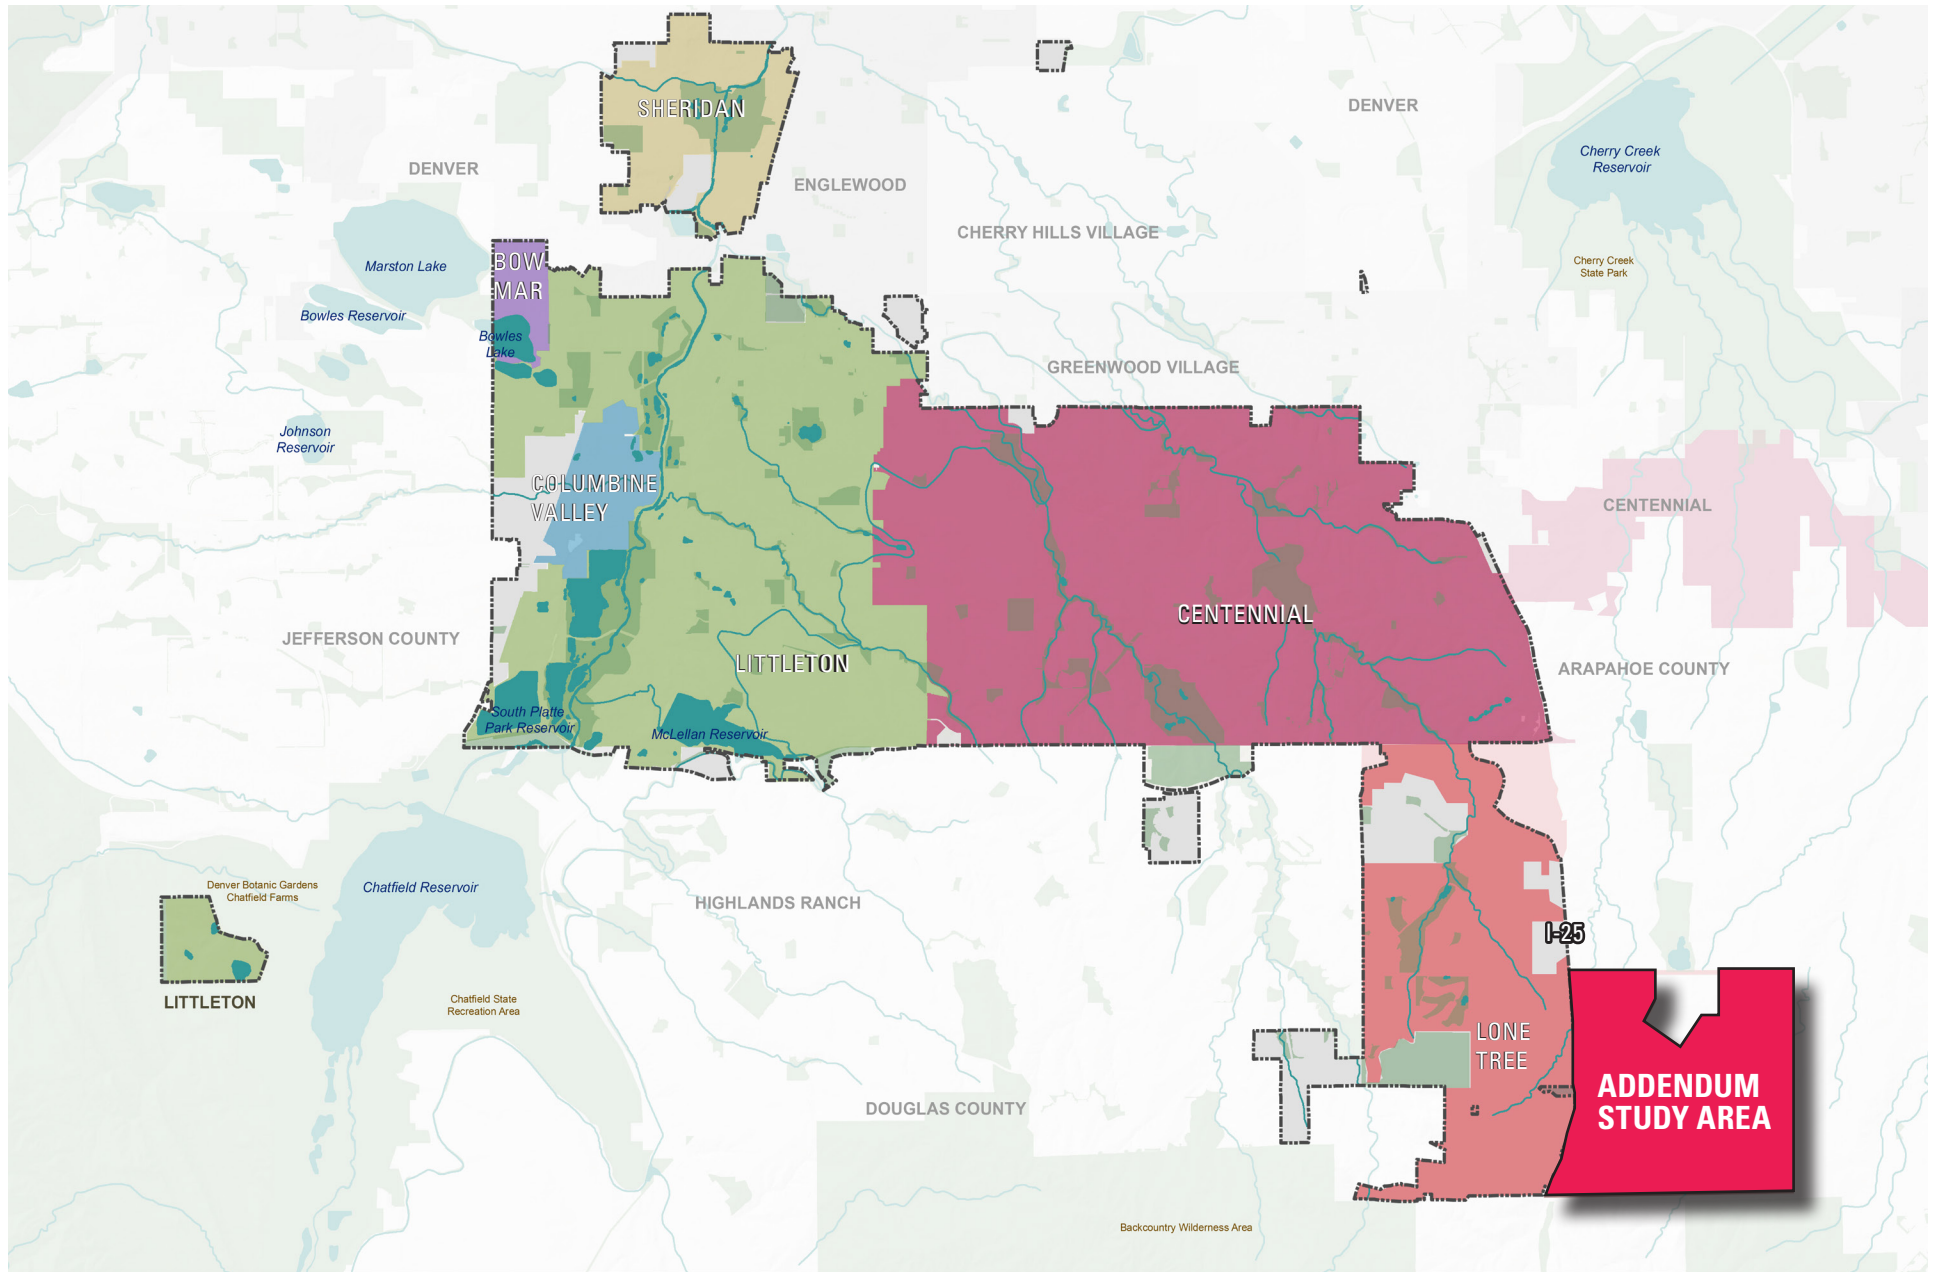 SHERIDAN
DENVER
Cherry Creek
Reservoir
DENVER
ENGLEWOOD
CHERRY HILLS VILLAGE
BOW
MAR
Marston Lake
Cherry Creek
State Park
Bowles Reservoir
Bowles
Lake
GREENWOOD VILLAGE
Johnson
Reservoir
COLUMBINE
VALLEY
CENTENNIAL
CENTENNIAL
JEFFERSON COUNTY
LITTLETON
ARAPAHOE COUNTY
South Platte
Park Reservoir
McLellan Reservoir
Denver Botanic Gardens
Chatfield Farms
Chatfield Reservoir
HIGHLANDS RANCH
I-25
LITTLETON
Chatfield State
Recreation Area
LONE
TREE
ADDENDUM
STUDY AREA
DOUGLAS COUNTY
Backcountry Wilderness Area